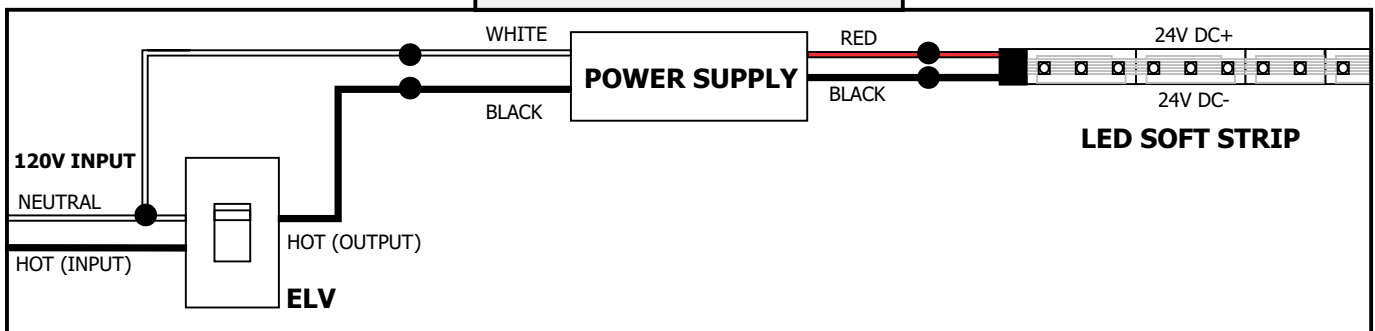 WHITE
RED
24V DC+
POWER SUPPLY
BLACK
BLACK
24V DC-
LED SOFT STRIP
120V INPUT
NEUTRAL
HOT (OUTPUT)
HOT (INPUT)
ELV